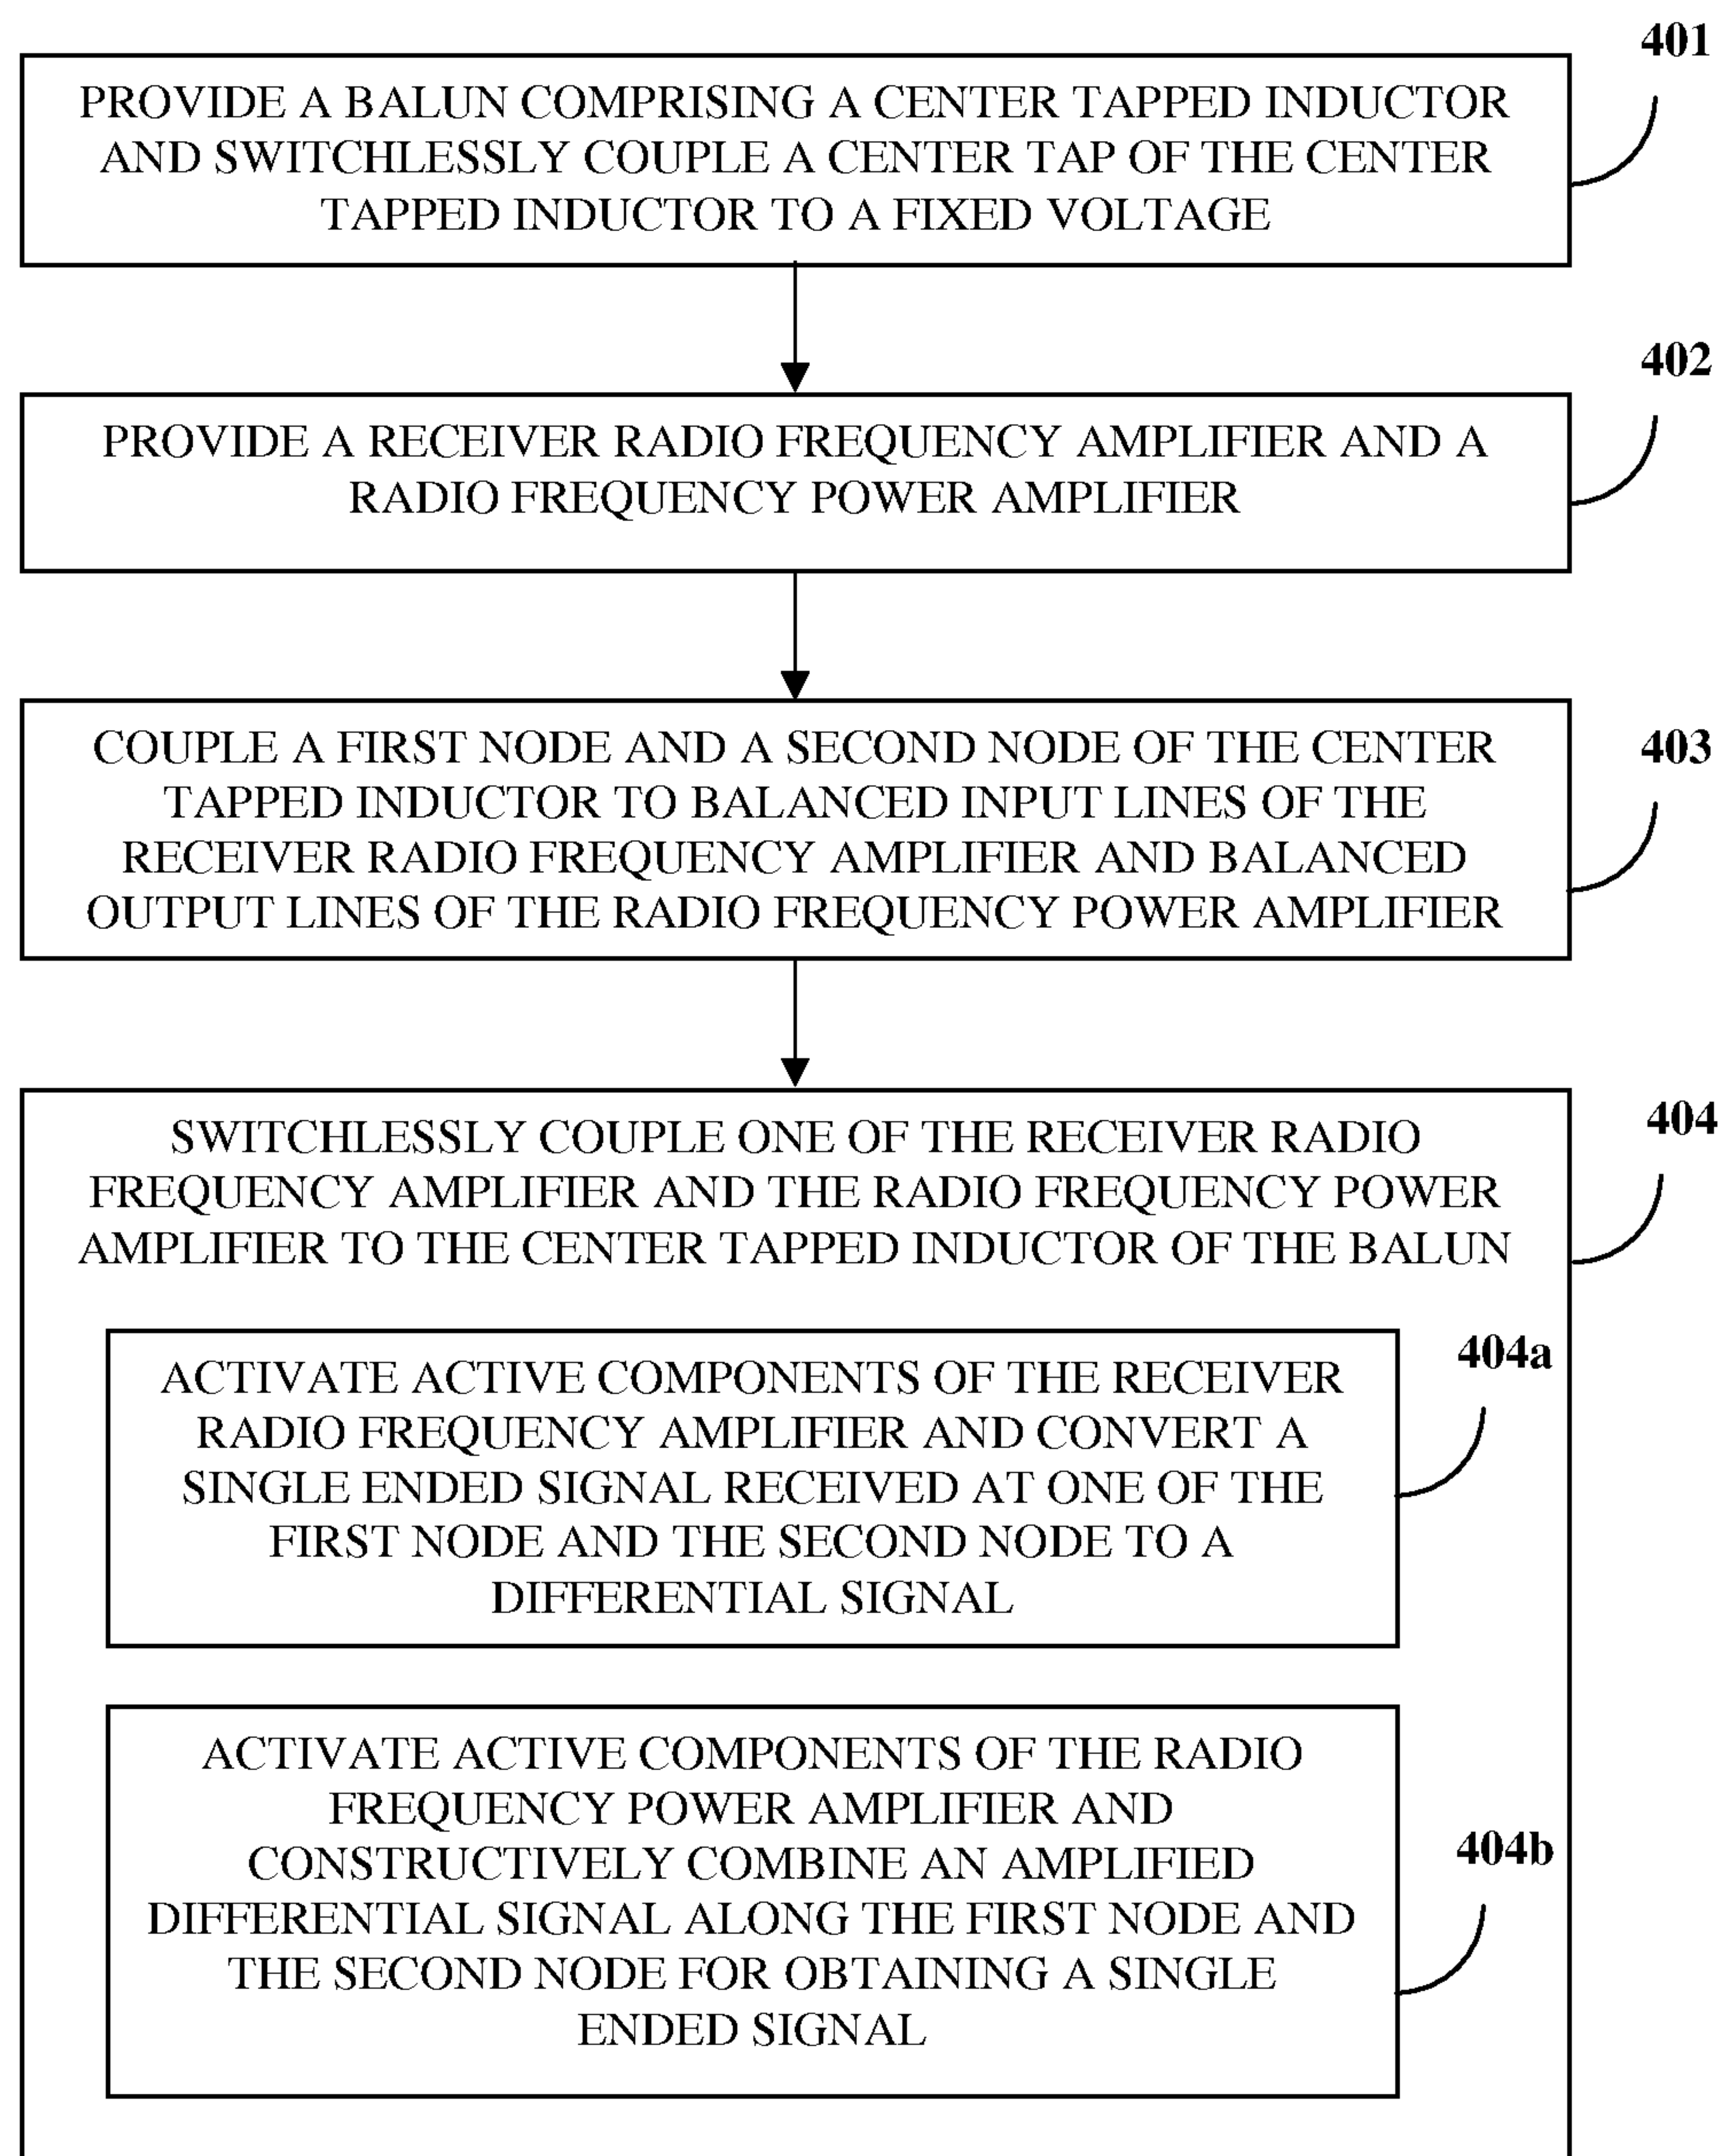 401
PROVIDE A BALUN COMPRISING A CENTER TAPPED INDUCTOR
AND SWITCHLESSLY COUPLE A CENTER TAP OF THE CENTER
TAPPED INDUCTOR TO A FIXED VOLTAGE
402
PROVIDE A RECEIVER RADIO FREQUENCY AMPLIFIER AND A
RADIO FREQUENCY POWER AMPLIFIER
403
COUPLE A FIRST NODE AND A SECOND NODE OF THE CENTER
TAPPED INDUCTOR TO BALANCED INPUT LINES OF THE
RECEIVER RADIO FREQUENCY AMPLIFIER AND BALANCED
OUTPUT LINES OF THE RADIO FREQUENCY POWER AMPLIFIER
404
SWITCHLESSLY COUPLE ONE OF THE RECEIVER RADIO
FREQUENCY AMPLIFIER AND THE RADIO FREQUENCY POWER
AMPLIFIER TO THE CENTER TAPPED INDUCTOR OF THE BALUN
404a
ACTIVATE ACTIVE COMPONENTS OF THE RECEIVER
RADIO FREQUENCY AMPLIFIER AND CONVERT A
SINGLE ENDED SIGNAL RECEIVED AT ONE OF THE
FIRST NODE AND THE SECOND NODE TO A
DIFFERENTIAL SIGNAL
404b
ACTIVATE ACTIVE COMPONENTS OF THE RADIO
FREQUENCY POWER AMPLIFIER AND
CONSTRUCTIVELY COMBINE AN AMPLIFIED
DIFFERENTIAL SIGNAL ALONG THE FIRST NODE AND
THE SECOND NODE FOR OBTAINING A SINGLE
ENDED SIGNAL